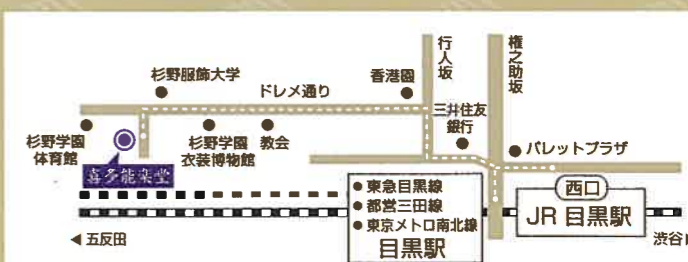 行人坂
権之助坂
杉野服飾大学
ドレメ通り
香港園
三井住友
銀行
杉野学園
体育館
杉野学園
衣装博物館
教会
パレットプラザ
喜多能楽堂
● 東急目黒線
● 都営三田線
● 東京メトロ南北線
目黒駅
西口
JR 目黒駅
◀ 五反田
渋谷▶